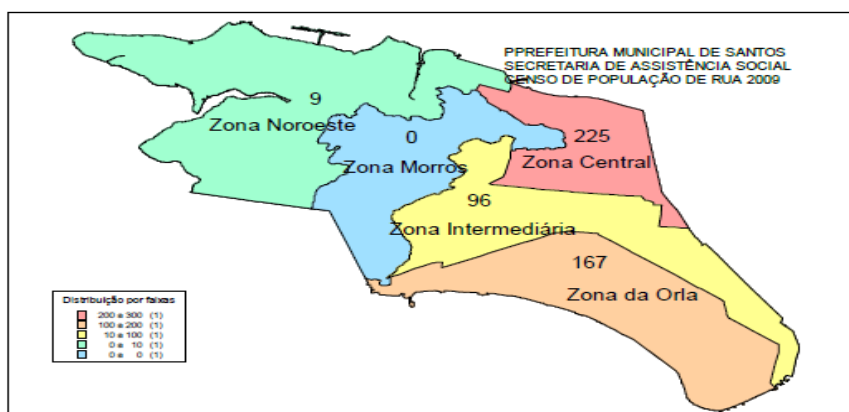 PPREFEITURA MUNICIPAL DE SANTOS
SECRETARIA DE ASSISTÊNCIA SOCIAL
CENSO DE POPULAÇÃO DE RUA 2009
9
Zona Noroeste
0
Zona Morros
225
Zona Central
96
Zona Intermediária
167
Zona da Orla
Distribuição por faixas
200 a 300 (1)
100 a 200 (1)
10 a 100 (1)
0 a 10 (1)
0 a 0 (1)